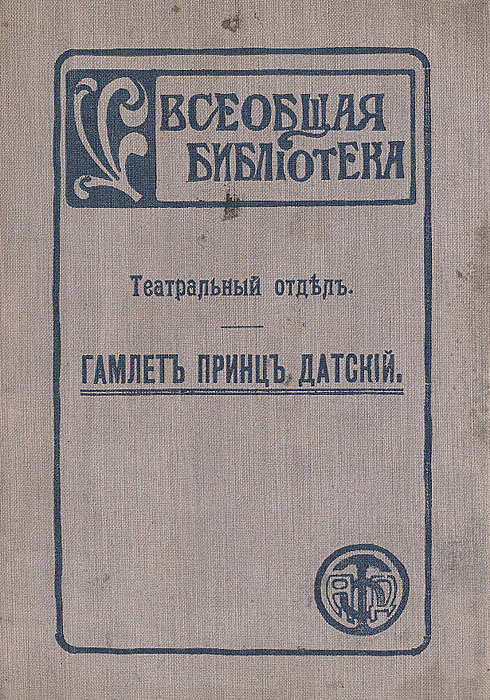 ВСЕОБЩАЯ
БИБЛІОТЕКА
Театральный отдѣлъ.
ГАМЛЕТЪ ПРИНЦЪ ДАТСКІЙ.